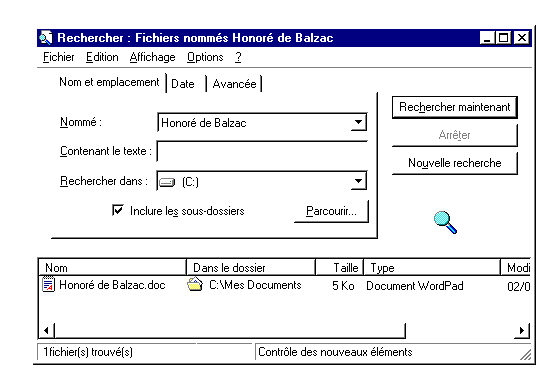 Rechercher : Fichiers nommés Honoré de Balzac
Fichier Edition Affichage Options ?
Nom et emplacement Date Avancée
Nommé : Honoré de Balzac
Contenant le texte :
Rechercher dans : (C:)
Inclure les sous-dossiers Parcourir...
Rechercher maintenant
Arrêter
Nouvelle recherche
Nom Dans le dossier Taille Type Modi
Honoré de Balzac.doc C:\Mes Documents 5 Ko Document WordPad 02/0
1fichier(s) trouvé(s) Contrôle des nouveaux éléments